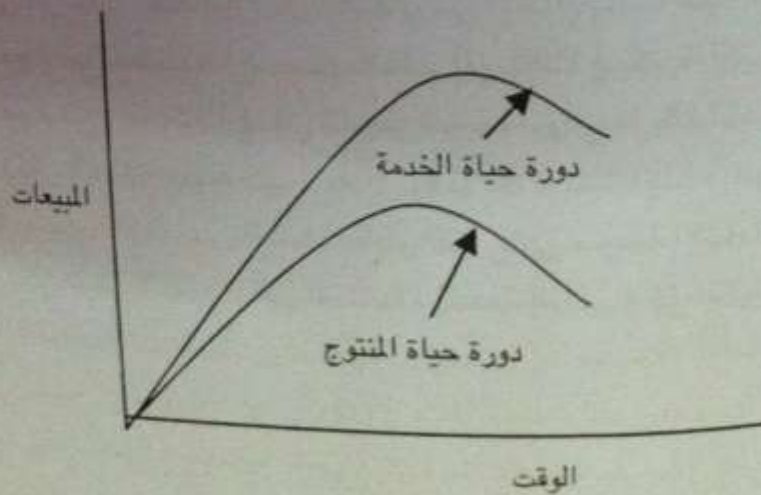 دورة حياة الخدمة
المبيعات
دورة حياة المنتوج
الوقت